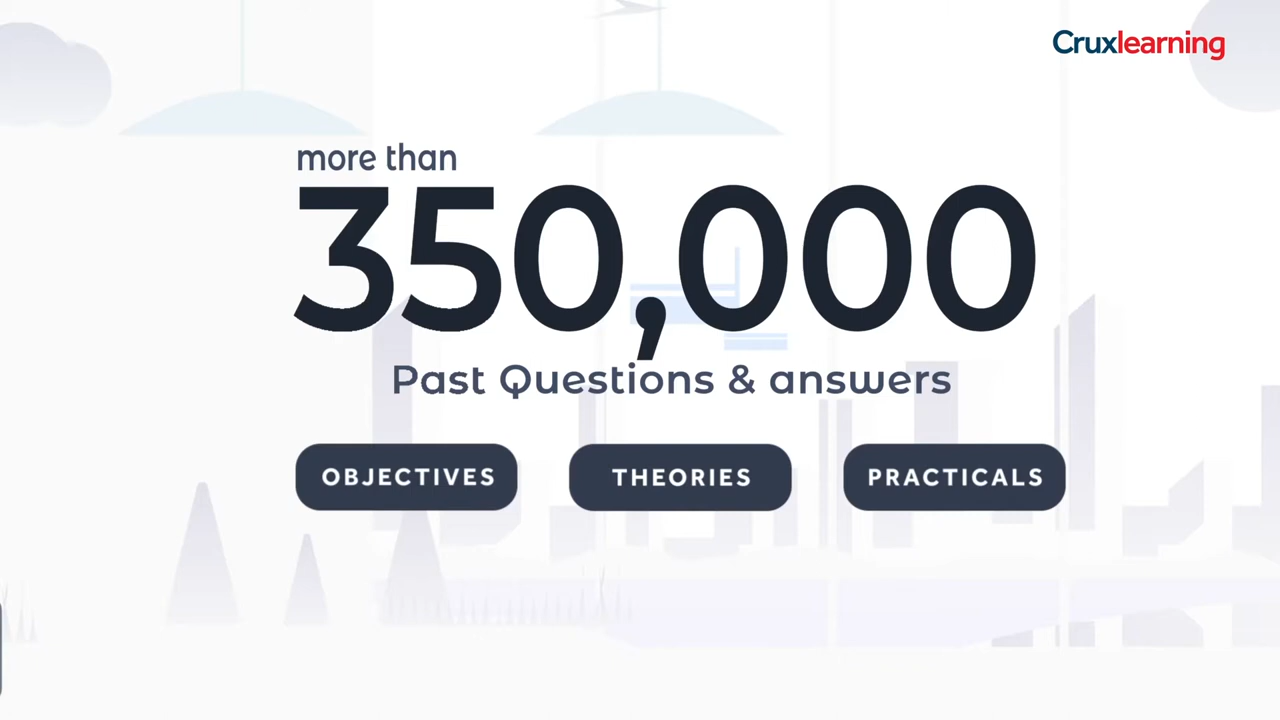 Cruxlearning
more than
350,000
Past Questions & answers
OBJECTIVES THEORIES PRACTICALS